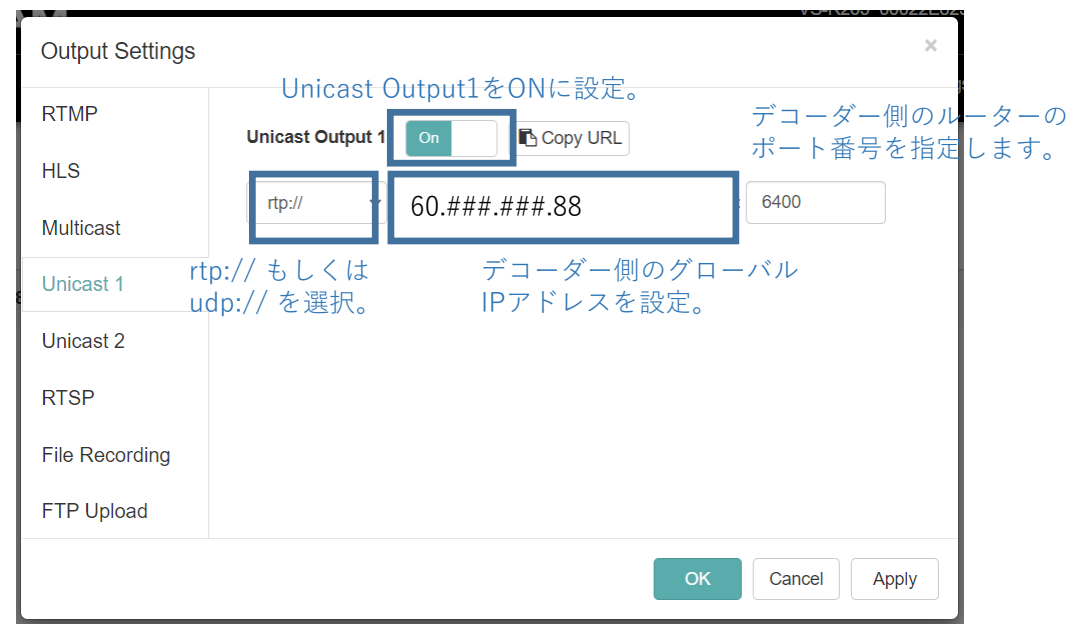 Output Settings
×
RTMP
HLS
Multicast
Unicast 1
Unicast 2
RTSP
File Recording
FTP Upload
Unicast Output1をONに設定。
Unicast Output 1
On
Copy URL
デコーダー側のルーターの
ポート番号を指定します。
rtp://
60.###.###.88
:
6400
rtp:// もしくは
udp:// を選択。
デコーダー側のグローバル
IPアドレスを設定。
OK
Cancel
Apply